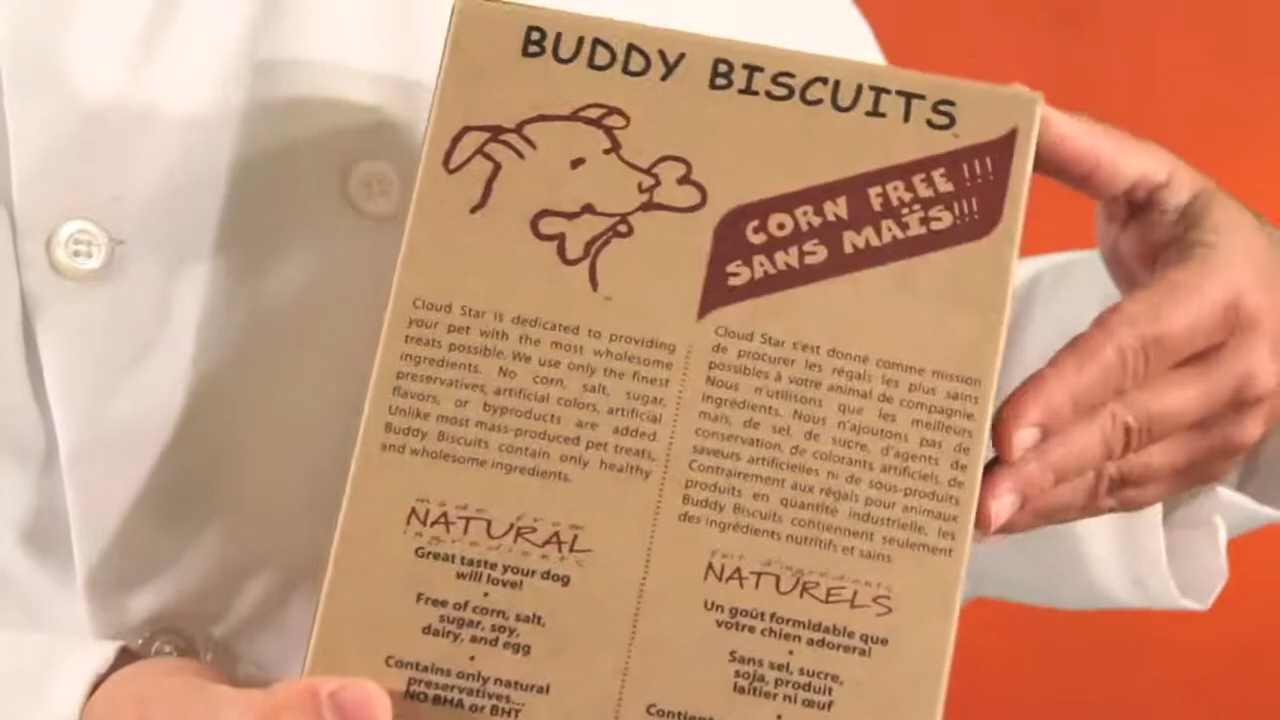 BUDDY BISCUITS
CORN FREE !!!
SANS MAÏS!!!
Cloud Star is dedicated to providing
your pet with the most wholesome
treats possible. We use only the finest
ingredients. No corn, salt, sugar,
preservatives, artificial colors, artificial
flavors, or byproducts are added.
Unlike most mass-produced pet treats,
Buddy Biscuits contain only healthy
and wholesome ingredients.
made from
NATURAL
ingredients
Great taste your dog
will love!
•
Free of corn, salt,
sugar, soy,
dairy, and egg
•
Contains only natural
preservatives...
NO BHA or BHT
Cloud Star s'est donné comme mission
de procurer les régals les plus sains
possibles à votre animal de compagnie.
Nous n'utilisons que les meilleurs
ingrédients. Nous n'ajoutons pas de
maïs, de sel, de sucre, d'agents de
conservation, de colorants artificiels, de
saveurs artificielles ni de sous-produits
Contrairement aux régals pour animaux
produits en quantité industrielle, les
Buddy Biscuits contiennent seulement
des ingrédients nutritifs et sains
fait d'ingrédients
NATURELS
Un goût formidable que
votre chien adorera!
•
Sans sel, sucre,
soja, produit
laitier ni œuf
•